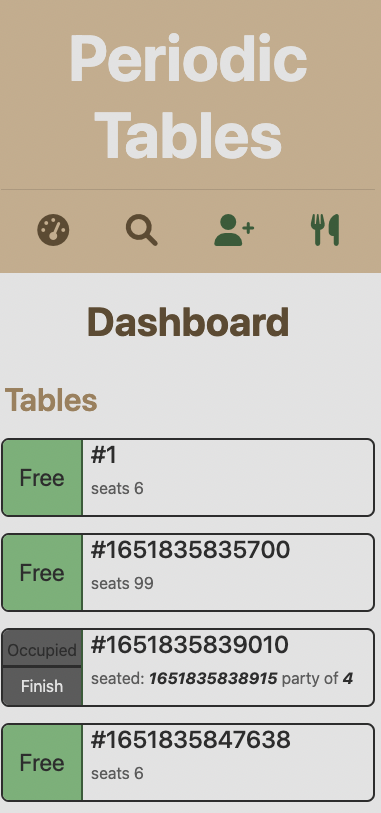 Periodic
Tables
Dashboard
Tables
Free
#1
seats 6
Free
#1651835835700
seats 99
Occupied
Finish
#1651835839010
seated: 1651835838915 party of 4
Free
#1651835847638
seats 6